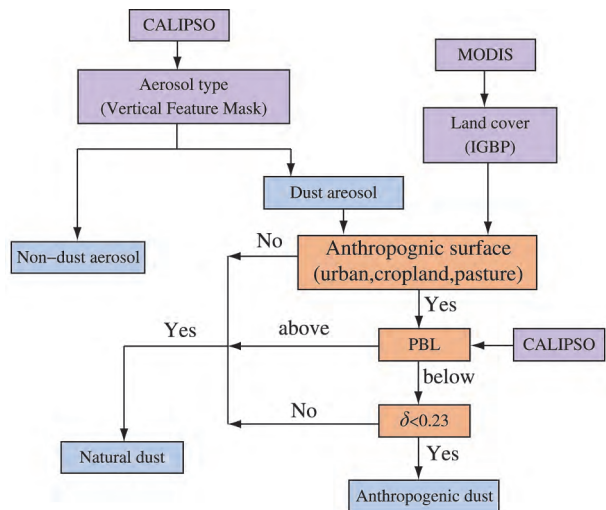 CALIPSO
MODIS
Aerosol type
(Vertical Feature Mask)
Land cover
(IGBP)
Dust areosol
Non-dust aerosol
No
Anthropognic surface
(urban,cropland,pasture)
Yes
Yes
above
PBL
CALIPSO
below
No
δ<0.23
Natural dust
Yes
Anthropogenic dust